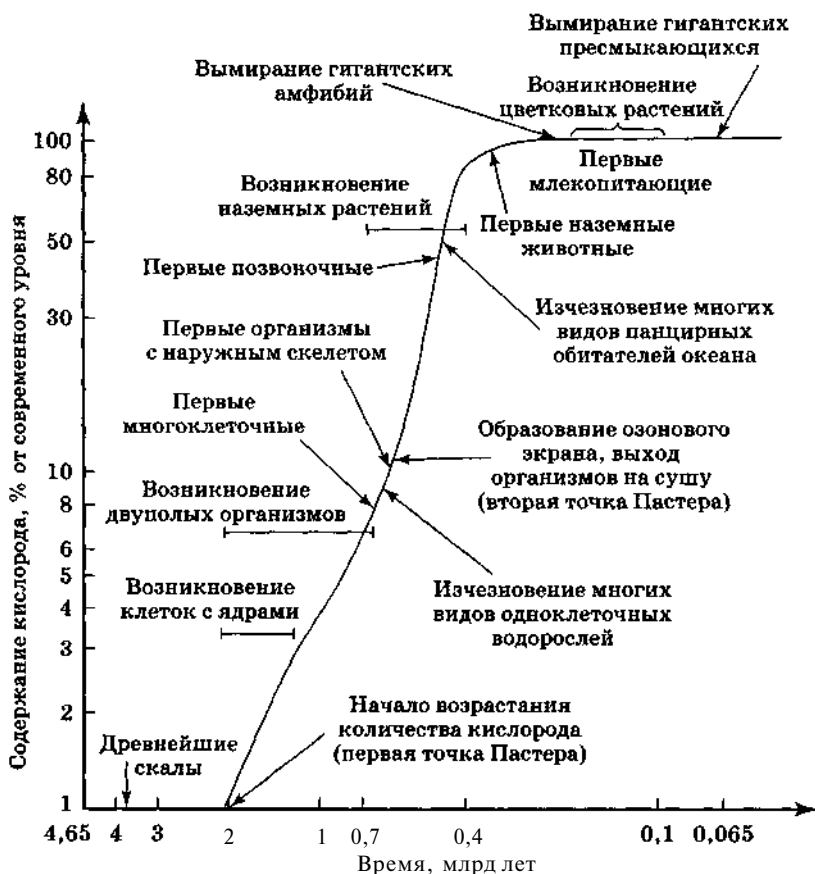 Вымирание гигантских
пресмыкающихся
Вымирание гигантских
амфибий
Возникновение
цветковых растений
Первые
млекопитающие
Возникновение
наземных растений
Первые наземные
животные
Первые позвоночные
Изчезновение многих
видов панцирных
обитателей океана
Первые организмы
с наружным скелетом
Первые
многоклеточные
Образование озонового
экрана, выход
организмов на сушу
(вторая точка Пастера)
Возникновение
двуполых организмов
Возникновение
клеток с ядрами
Изчезновение многих
видов одноклеточных
водорослей
Начало возрастания
количества кислорода
(первая точка Пастера)
Древнейшие
скалы
Содержание кислорода, % от современного уровня
100
80
50
30
10
8
6
5
4
3
2
1
4,65 4 3 2 1 0,7 0,4 0,1 0,065
Время, млрд лет